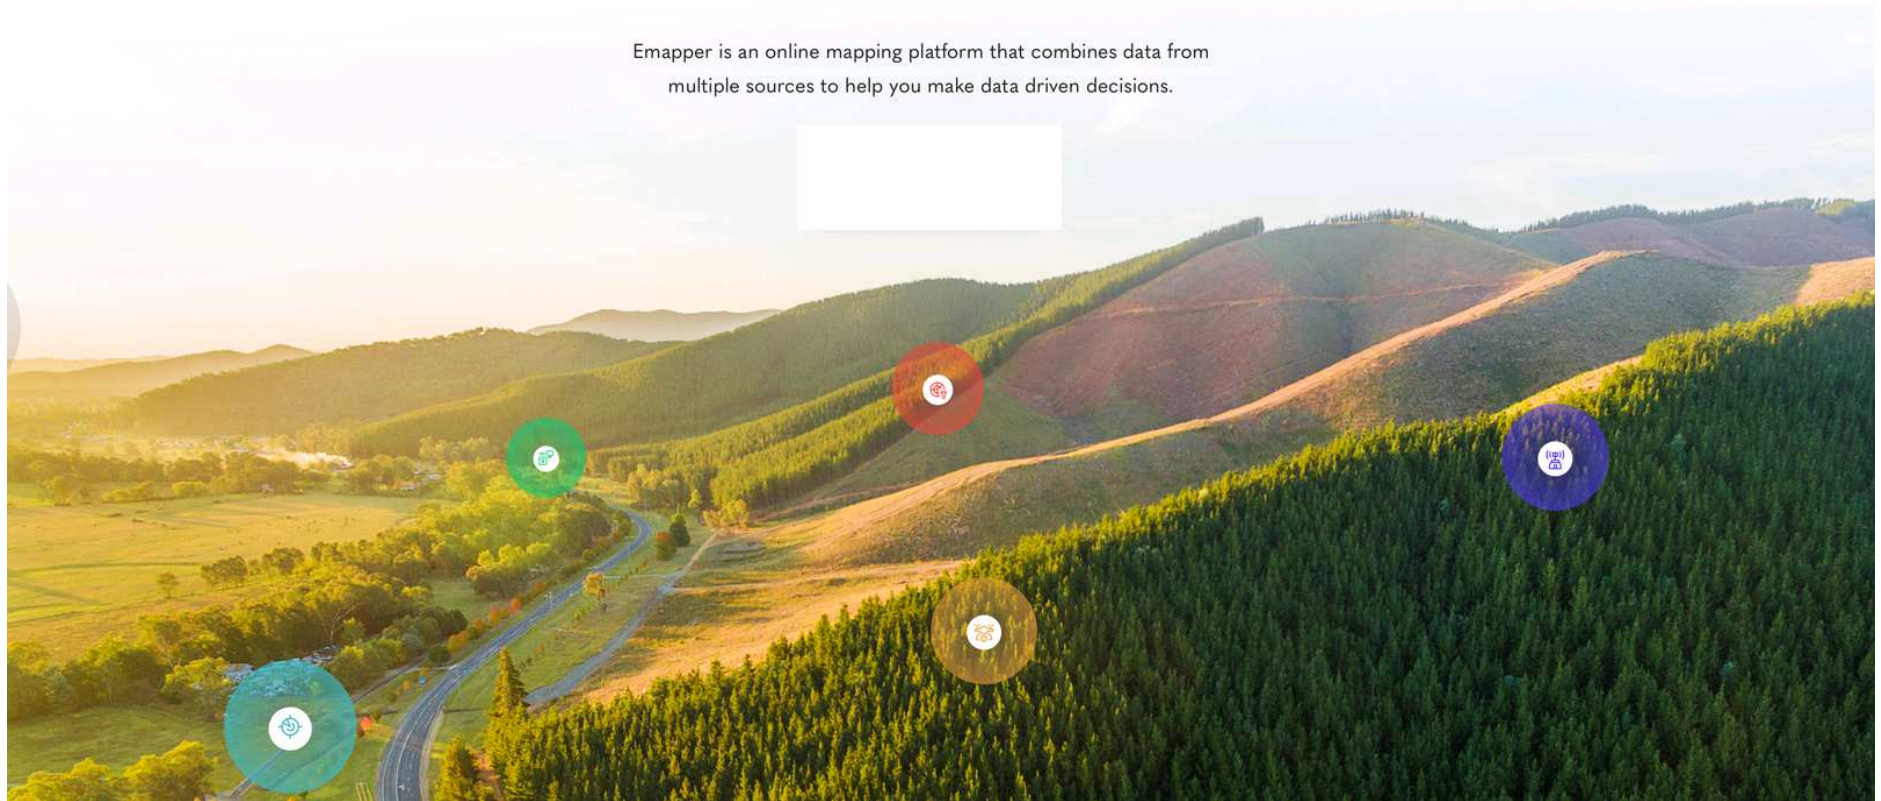 Emapper is an online mapping platform that combines data from
multiple sources to help you make data driven decisions.